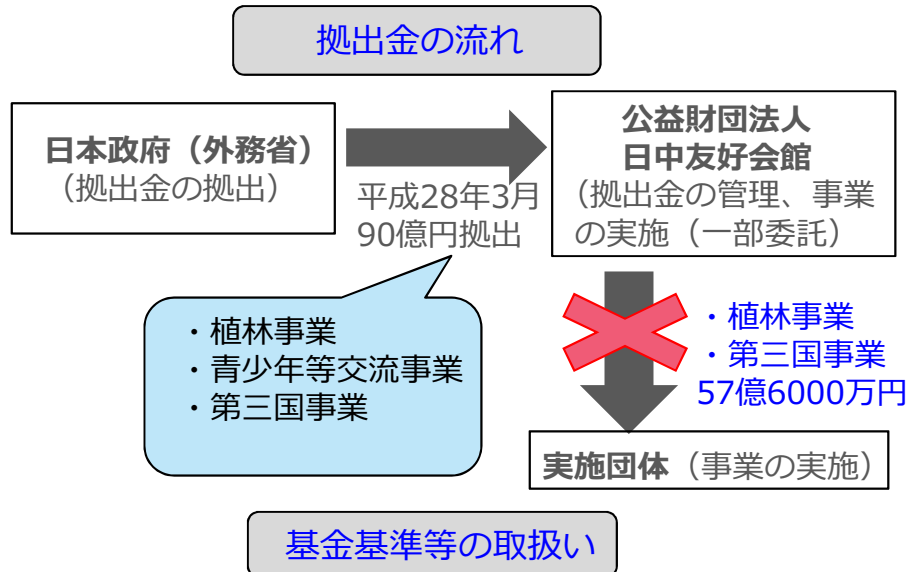 拠出金の流れ
日本政府（外務省）
（拠出金の拠出）
平成28年3月
90億円拠出
公益財団法人
日中友好会館
（拠出金の管理、事業
の実施（一部委託）
・植林事業
・青少年等交流事業
・第三国事業
・植林事業
・第三国事業
57億6000万円
実施団体（事業の実施）
基金基準等の取扱い